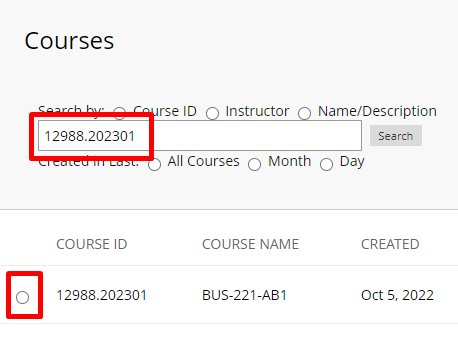 Courses
Search by: Course ID Instructor Name/Description
12988.202301 Search
Created in Last: All Courses Month Day
COURSE ID COURSE NAME CREATED
12988.202301 BUS-221-AB1 Oct 5, 2022